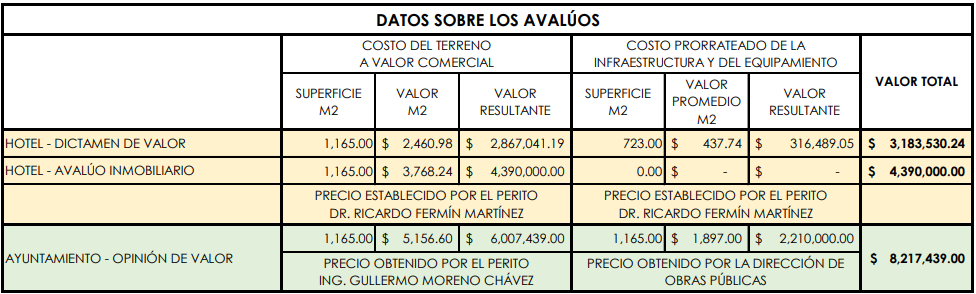 DATOS SOBRE LOS AVALÚOS
COSTO DEL TERRENO
A VALOR COMERCIAL
COSTO PRORRATEADO DE LA
INFRAESTRUCTURA Y DEL EQUIPAMIENTO
VALOR TOTAL
SUPERFICIE
M2
VALOR
M2
VALOR
RESULTANTE
SUPERFICIE
M2
VALOR
PROMEDIO
M2
VALOR
RESULTANTE
HOTEL - DICTAMEN DE VALOR 1,165.00 $ 2,460.98 $ 2,867,041.19 723.00 $ 437.74 $ 316,489.05 $ 3,183,530.24
HOTEL - AVALÚO INMOBILIARIO 1,165.00 $ 3,768.24 $ 4,390,000.00 0.00 $ - $ - $ 4,390,000.00
PRECIO ESTABLECIDO POR EL PERITO
DR. RICARDO FERMÍN MARTÍNEZ
PRECIO ESTABLECIDO POR EL PERITO
DR. RICARDO FERMÍN MARTÍNEZ
AYUNTAMIENTO - OPINIÓN DE VALOR
1,165.00 $ 5,156.60 $ 6,007,439.00 1,165.00 $ 1,897.00 $ 2,210,000.00
$ 8,217,439.00
PRECIO OBTENIDO POR EL PERITO
ING. GULLERMO MORENO CHÁVEZ
PRECIO OBTENIDO POR LA DIRECCIÓN DE
OBRAS PÚBLICAS